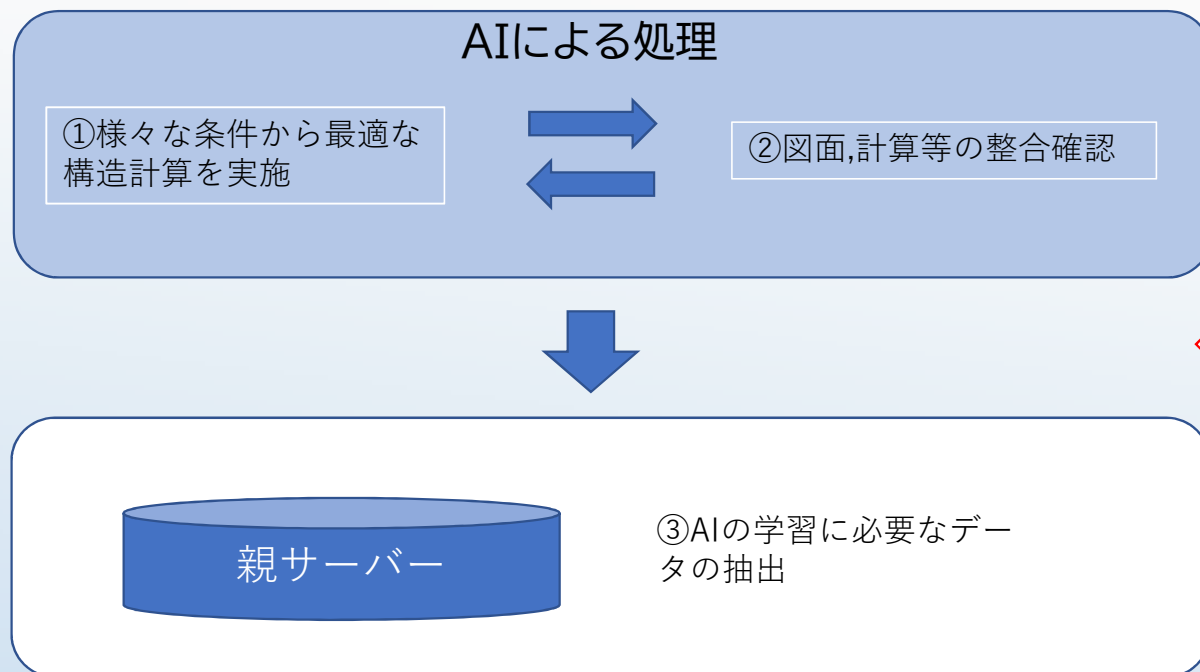 AIによる処理
①様々な条件から最適な
構造計算を実施
②図面,計算等の整合確認
親サーバー
③AIの学習に必要なデー
タの抽出